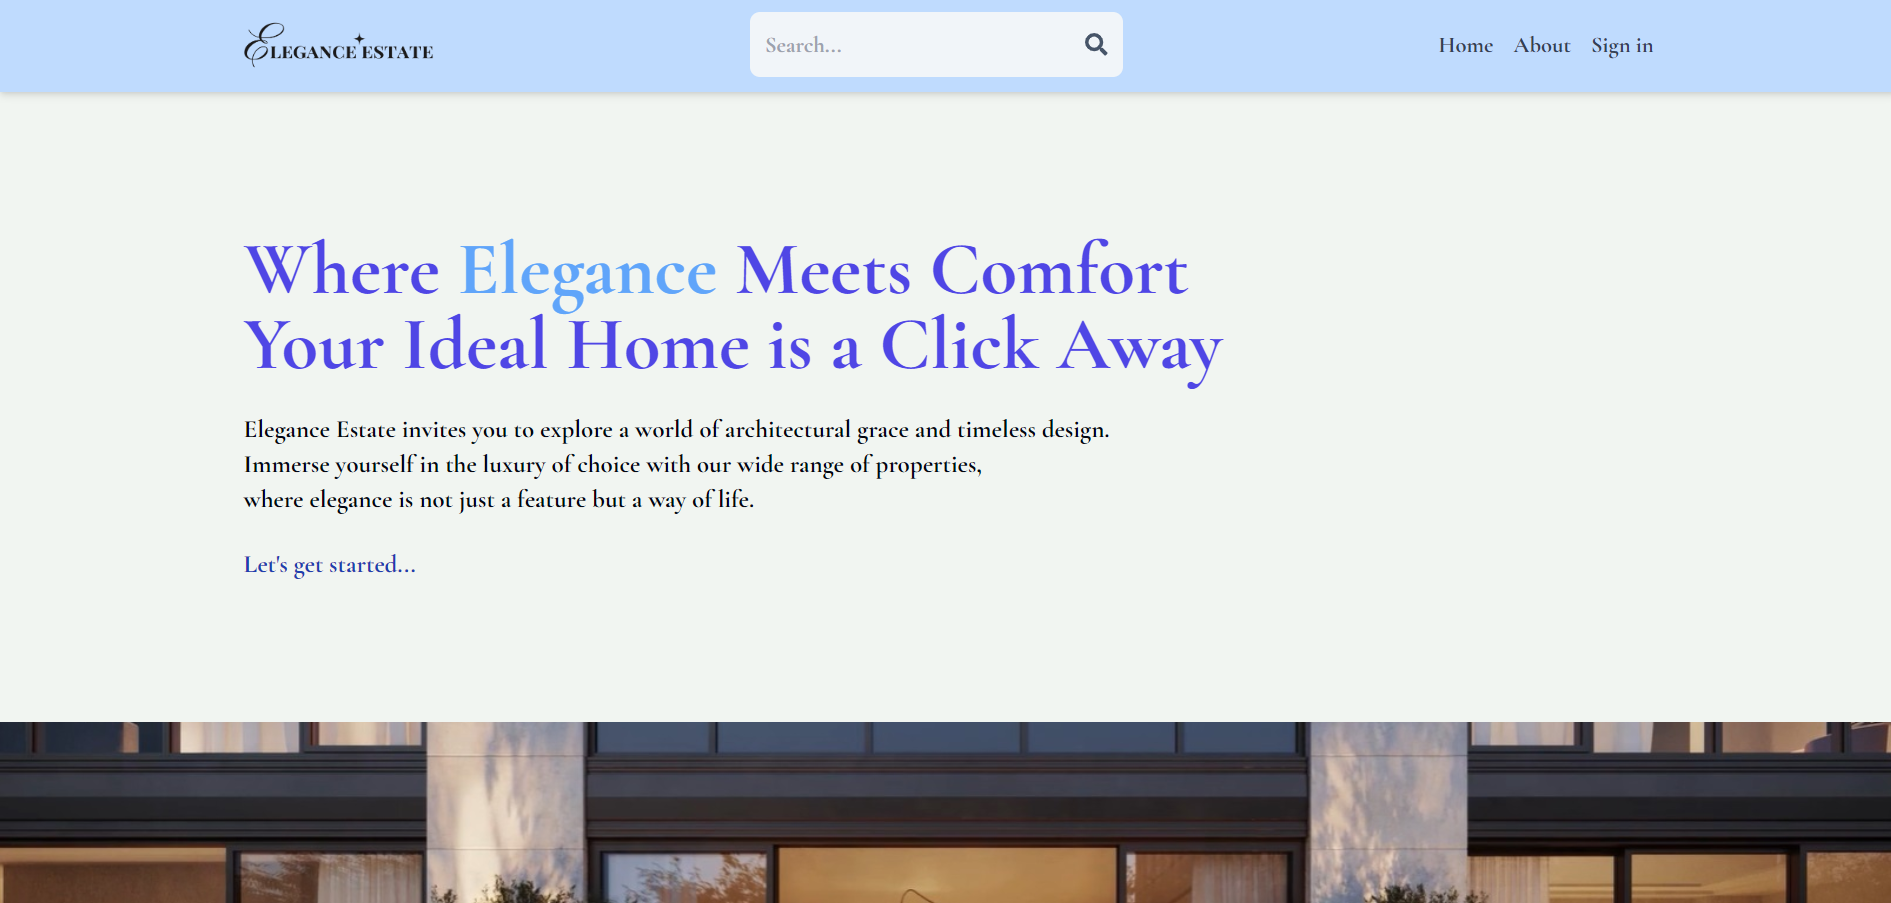 ELEGANCE ESTATE
Search...
Home About Sign in
Where Elegance Meets Comfort
Your Ideal Home is a Click Away
Elegance Estate invites you to explore a world of architectural grace and timeless design.
Immerse yourself in the luxury of choice with our wide range of properties,
where elegance is not just a feature but a way of life.
Let's get started...